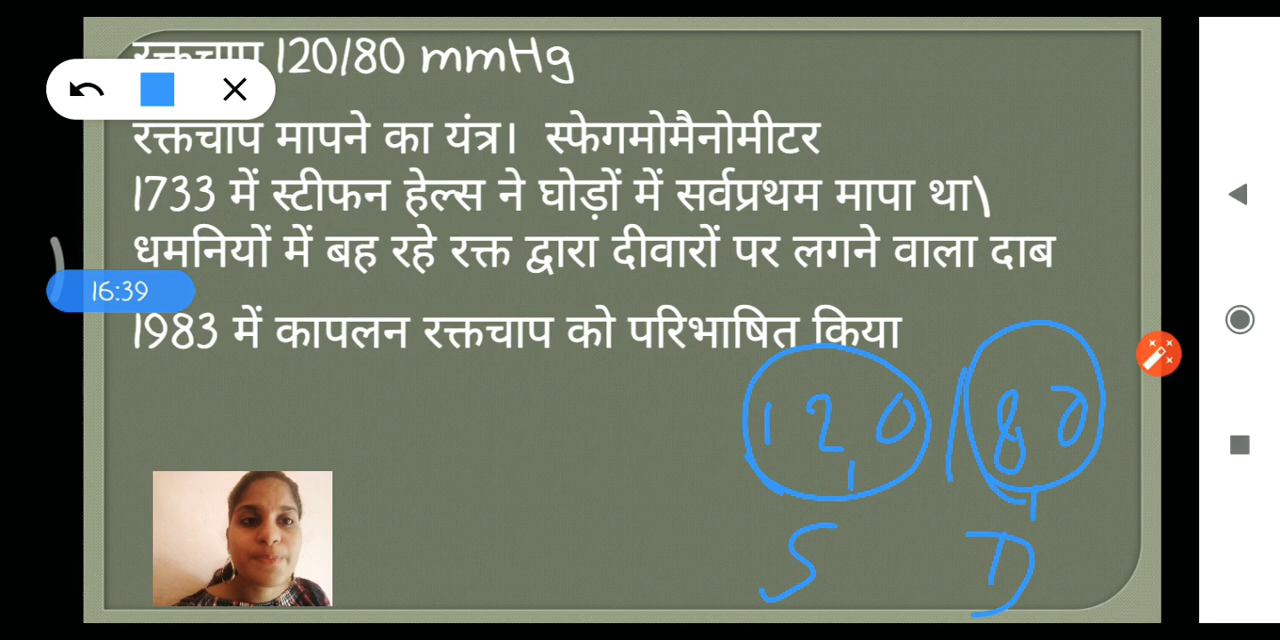 रक्तचाप 120/80 mmHg
रक्तचाप मापने का यंत्र। स्फेगमोमैनोमीटर
1733 में स्टीफन हेल्स ने घोड़ों में सर्वप्रथम मापा था\
धमनियों में बह रहे रक्त द्वारा दीवारों पर लगने वाला दाब
16:39
1983 में कापलन रक्तचाप को परिभाषित किया
120/80
S D